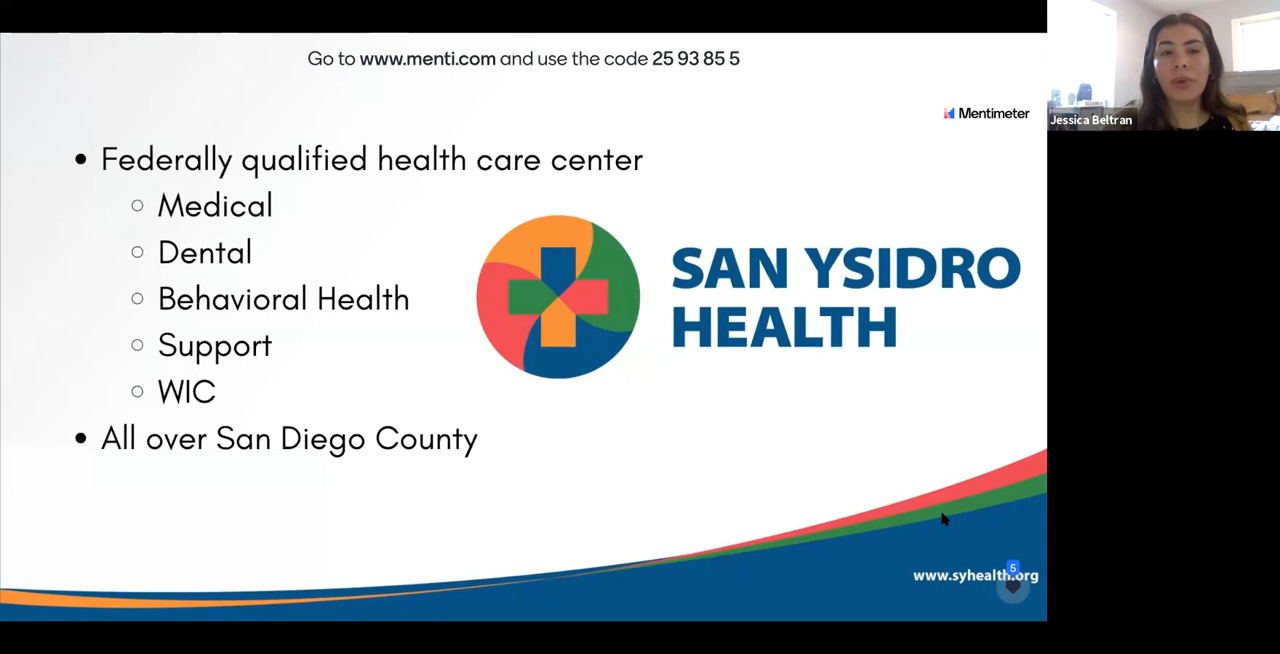 Go to www.menti.com and use the code 25 93 85 5
Mentimeter
Jessica Beltran
Federally qualified health care center
Medical
Dental
Behavioral Health
Support
WIC
All over San Diego County
SAN YSIDRO
HEALTH
5
www.syhealth.org